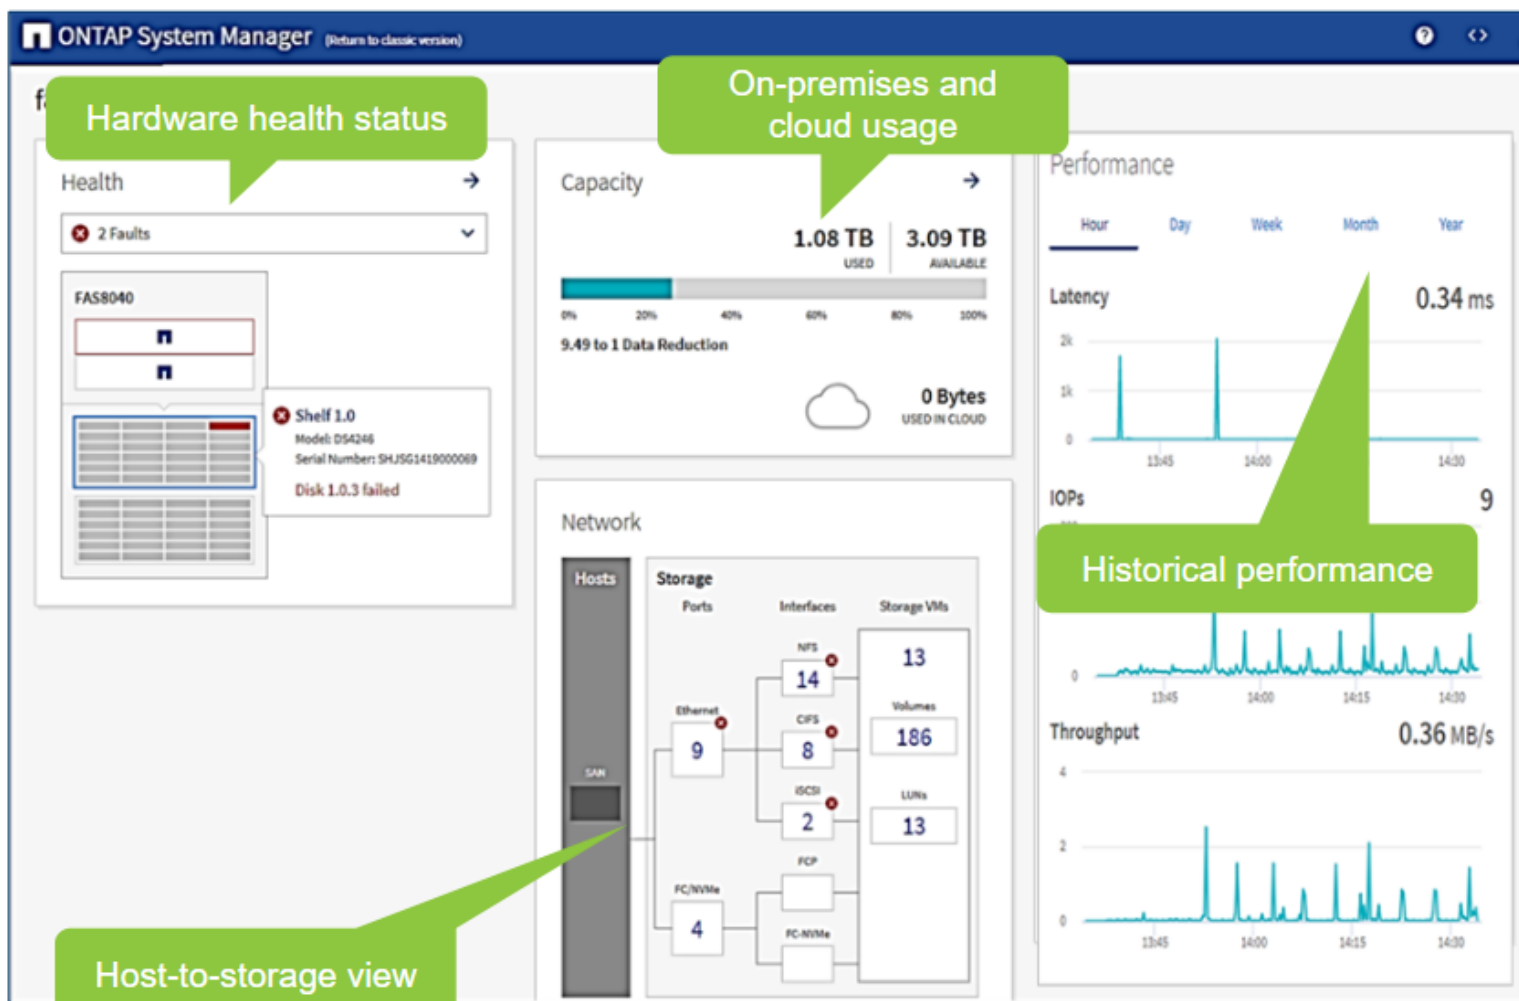 ONTAP System Manager (Return to classic version)
?
Hardware health status
On-premises and
cloud usage
Health
2 Faults
FAS8040
Shelf 1.0
Model: DS4246
Serial Number: SHJSG1419000069
Disk 1.0.3 failed
Capacity
1.08 TB 3.09 TB
USED AVAILABLE
0% 20% 40% 60% 80% 100%
9.49 to 1 Data Reduction
0 Bytes
USED IN CLOUD
Network
Hosts
SAN
Storage
Ports Interfaces Storage VMs
NFS
14
13
Ethernet
9
CIFS
8
Volumes
186
iSCSI
2
LUNs
13
FCP
FC/NVMe
4
FC-NVMe
Host-to-storage view
Performance
Hour Day Week Month Year
Latency 0.34 ms
2k
1k
0
13:45 14:00 14:30
IOPs 9
Historical performance
0
13:45 14:00 14:15 14:30
Throughput 0.36 MB/s
4
2
0
13:45 14:00 14:15 14:30